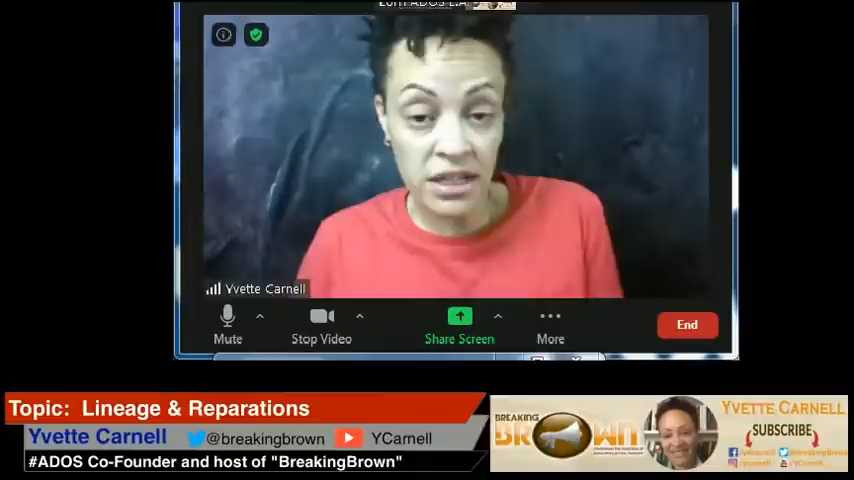 Yvette Carnell
Mute
Stop Video
Share Screen
More
End
Topic: Lineage & Reparations
Yvette Carnell
@breakingbrown
YCarnell
#ADOS Co-Founder and host of "BreakingBrown"
BREAKING
BROWN
YVETTE CARNELL
SUBSCRIBE